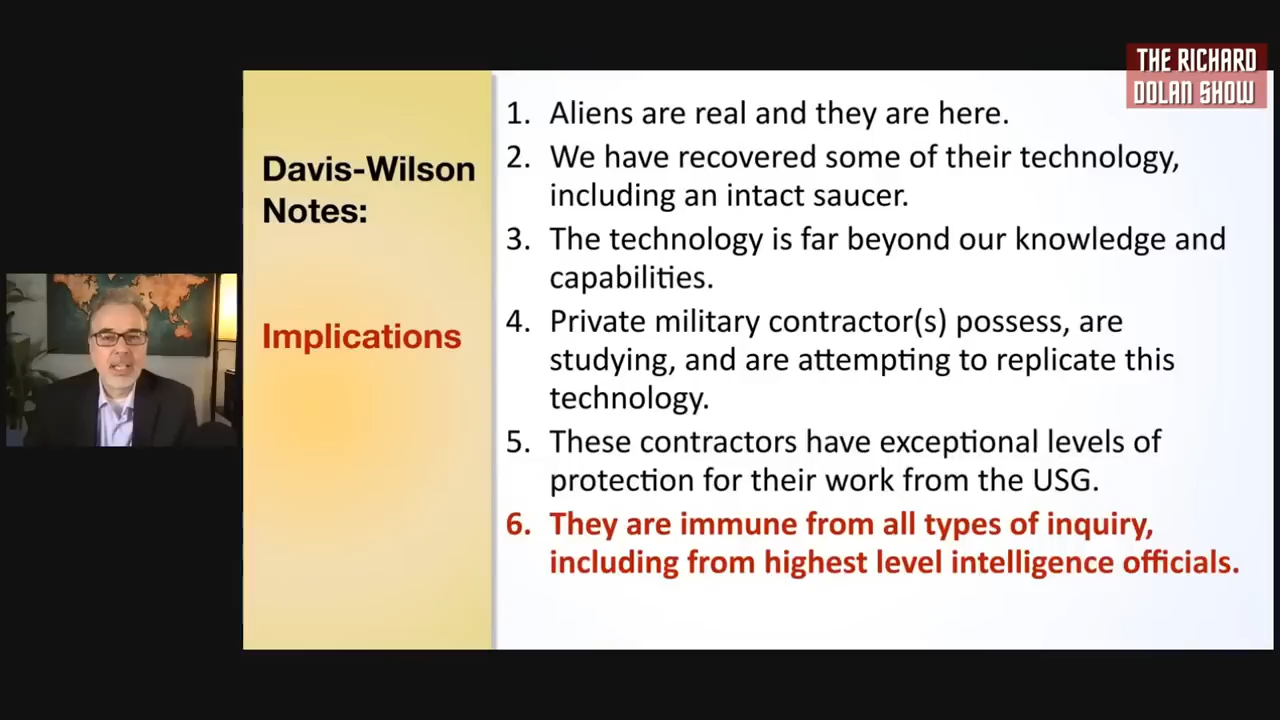 THE RICHARD
DOLAN SHOW
Davis-Wilson
Notes:
Implications
1. Aliens are real and they are here.
2. We have recovered some of their technology,
including an intact saucer.
3. The technology is far beyond our knowledge and
capabilities.
4. Private military contractor(s) possess, are
studying, and are attempting to replicate this
technology.
5. These contractors have exceptional levels of
protection for their work from the USG.
6. They are immune from all types of inquiry,
including from highest level intelligence officials.